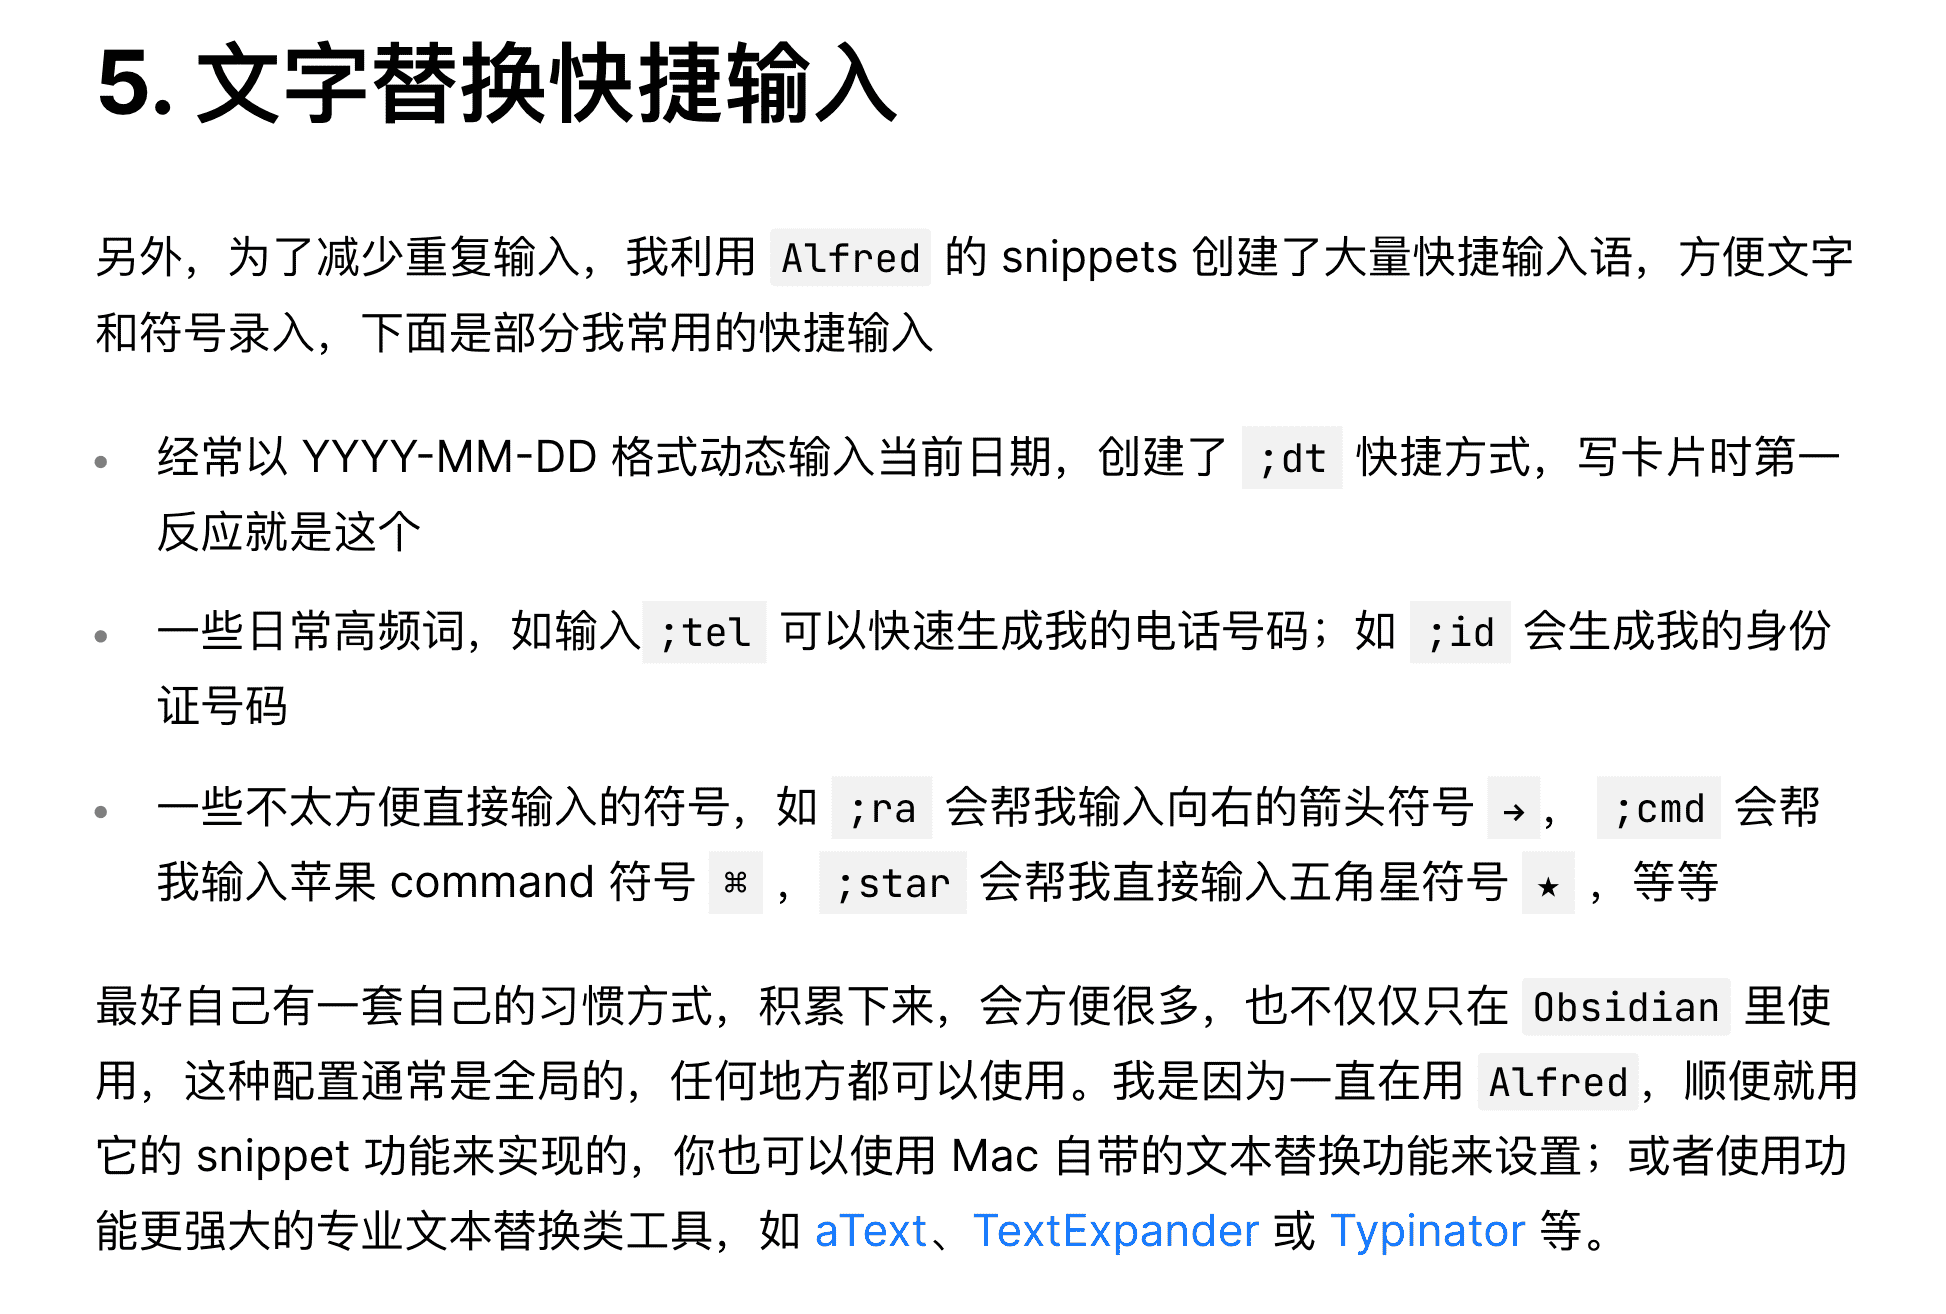 5. 文字替换快捷输入
另外，为了减少重复输入，我利用 Alfred 的 snippets 创建了大量快捷输入语，方便文字
和符号录入，下面是部分我常用的快捷输入
• 经常以 YYYY-MM-DD 格式动态输入当前日期，创建了 ;dt 快捷方式，写卡片时第一
反应就是这个
• 一些日常高频词，如输入 ;tel 可以快速生成我的电话号码；如 ;id 会生成我的身份
证号码
• 一些不太方便直接输入的符号，如 ;ra 会帮我输入向右的箭头符号 →， ;cmd 会帮
我输入苹果 command 符号 ⌘ ， ;star 会帮我直接输入五角星符号 ★ ，等等
最好自己有一套自己的习惯方式，积累下来，会方便很多，也不仅仅只在 Obsidian 里使
用，这种配置通常是全局的，任何地方都可以使用。我是因为一直在用 Alfred，顺便就用
它的 snippet 功能来实现的，你也可以使用 Mac 自带的文本替换功能来设置；或者使用功
能更强大的专业文本替换类工具，如 aText、TextExpander 或 Typinator 等。